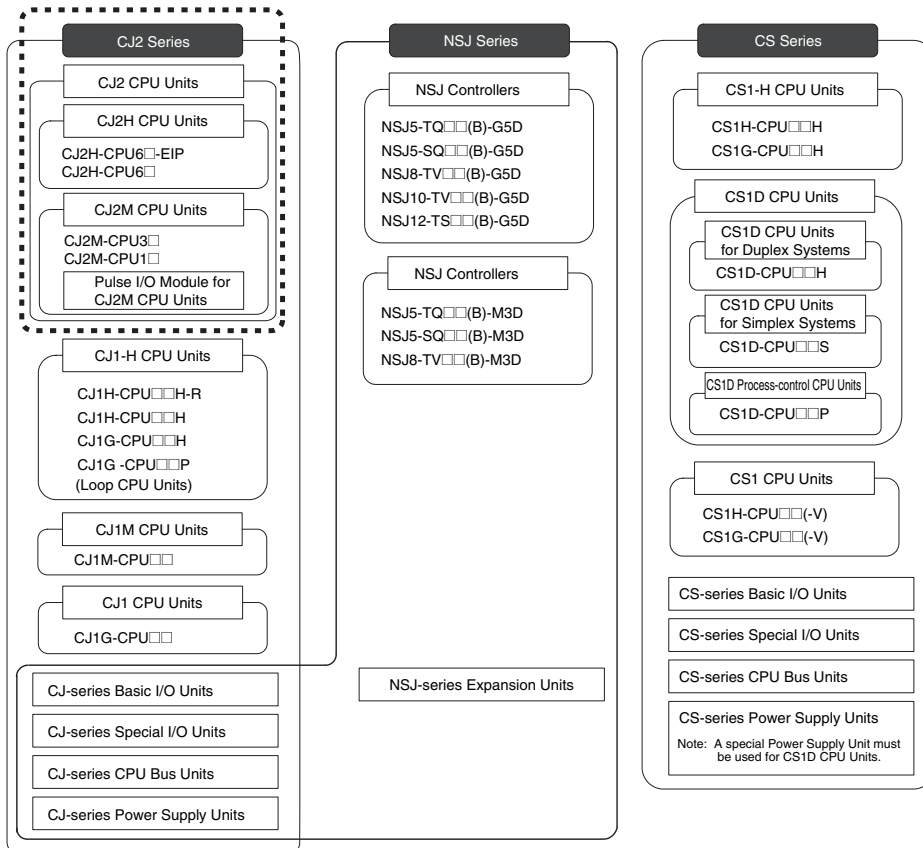 CJ2 Series
CJ2 CPU Units
CJ2H CPU Units
CJ2H-CPU6□-EIP
CJ2H-CPU6□
CJ2M CPU Units
CJ2M-CPU3□
CJ2M-CPU1□
Pulse I/O Module for
CJ2M CPU Units
CJ1-H CPU Units
CJ1H-CPU□□H-R
CJ1H-CPU□□H
CJ1G-CPU□□H
CJ1G -CPU□□P
(Loop CPU Units)
CJ1M CPU Units
CJ1M-CPU□□
CJ1 CPU Units
CJ1G-CPU□□
CJ-series Basic I/O Units
CJ-series Special I/O Units
CJ-series CPU Bus Units
CJ-series Power Supply Units
NSJ Series
NSJ Controllers
NSJ5-TQ□□(B)-G5D
NSJ5-SQ□□(B)-G5D
NSJ8-TV□□(B)-G5D
NSJ10-TV□□(B)-G5D
NSJ12-TS□□(B)-G5D
NSJ Controllers
NSJ5-TQ□□(B)-M3D
NSJ5-SQ□□(B)-M3D
NSJ8-TV□□(B)-M3D
NSJ-series Expansion Units
CS Series
CS1-H CPU Units
CS1H-CPU□□H
CS1G-CPU□□H
CS1D CPU Units
CS1D CPU Units
for Duplex Systems
CS1D-CPU□□H
CS1D CPU Units
for Simplex Systems
CS1D-CPU□□S
CS1D Process-control CPU Units
CS1D-CPU□□P
CS1 CPU Units
CS1H-CPU□□(-V)
CS1G-CPU□□(-V)
CS-series Basic I/O Units
CS-series Special I/O Units
CS-series CPU Bus Units
CS-series Power Supply Units
Note: A special Power Supply Unit must
be used for CS1D CPU Units.